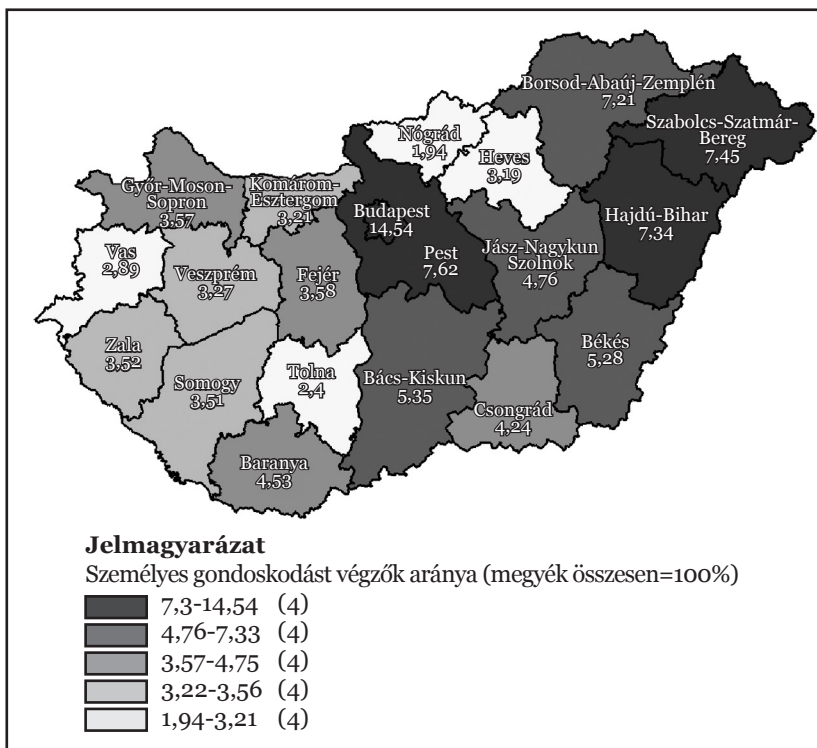 Borsod-Abaúj-Zemplén
7,21
Szabolcs-Szatmár-
Bereg
7,45
Nógrád
1,94
Heves
3,19
Győr-Moson-
Sopron
3,57
Komárom-
Esztergom
3,21
Budapest
14,54
Pest
7,62
Hajdú-Bihar
7,34
Jász-Nagykun
Szolnok
4,76
Vas
2,89
Veszprém
3,27
Fejér
3,58
Zala
3,52
Somogy
3,51
Tolna
2,4
Bács-Kiskun
5,35
Békés
5,28
Csongrád
4,24
Baranya
4,53
Jelmagyarázat
Személyes gondoskodást végzők aránya (megyék összesen=100%)
7,3-14,54 (4)
4,76-7,33 (4)
3,57-4,75 (4)
3,22-3,56 (4)
1,94-3,21 (4)